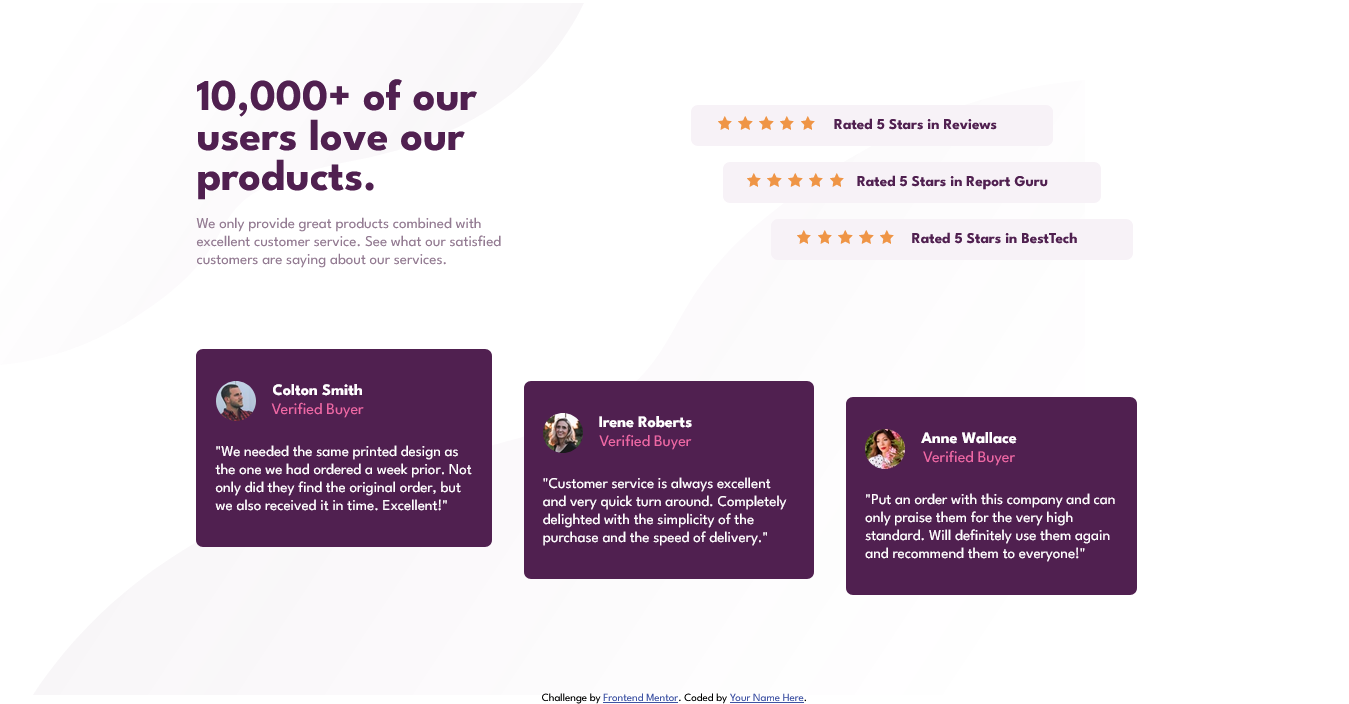 10,000+ of our
users love our
products.
We only provide great products combined with
excellent customer service. See what our satisfied
customers are saying about our services.
Rated 5 Stars in Reviews
Rated 5 Stars in Report Guru
Rated 5 Stars in BestTech
Colton Smith
Verified Buyer
"We needed the same printed design as
the one we had ordered a week prior. Not
only did they find the original order, but
we also received it in time. Excellent!"
Irene Roberts
Verified Buyer
"Customer service is always excellent
and very quick turn around. Completely
delighted with the simplicity of the
purchase and the speed of delivery."
Anne Wallace
Verified Buyer
"Put an order with this company and can
only praise them for the very high
standard. Will definitely use them again
and recommend them to everyone!"
Challenge by Frontend Mentor. Coded by Your Name Here.